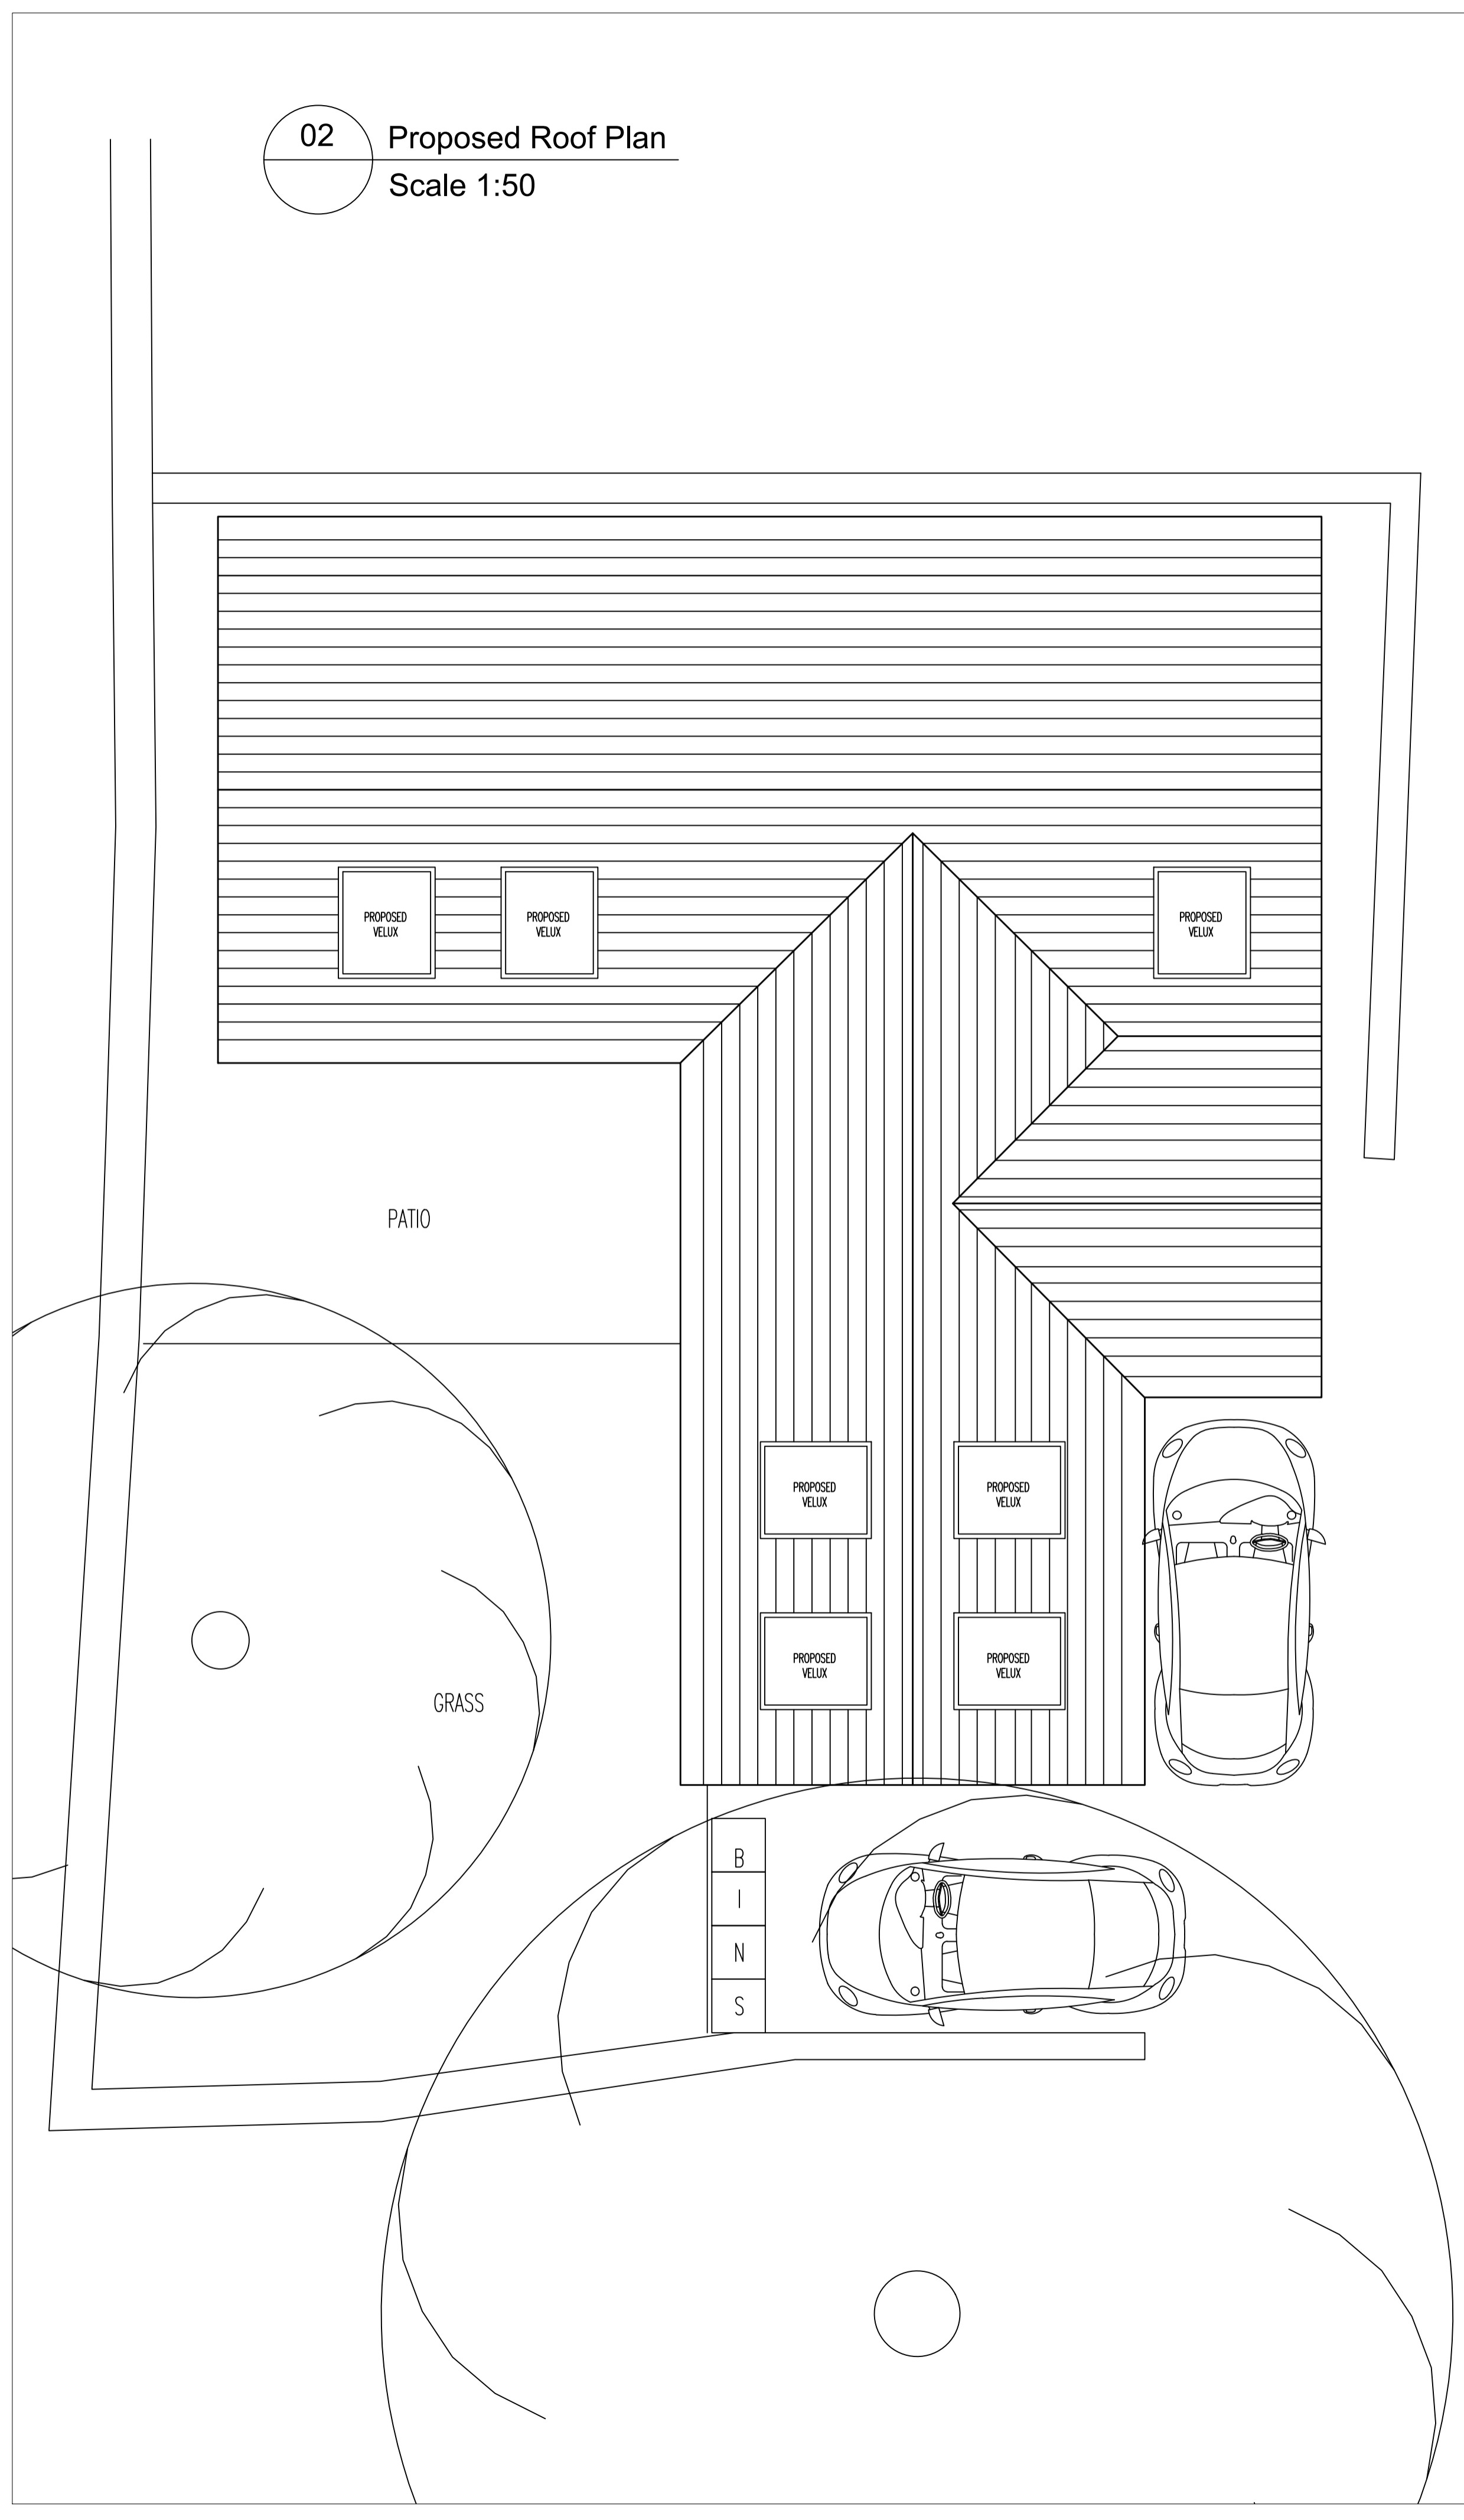 02
Proposed Roof Plan
Scale 1:50
PROPOSED
VELUX
PROPOSED
VELUX
PROPOSED
VELUX
PATIO
PROPOSED
VELUX
PROPOSED
VELUX
PROPOSED
VELUX
PROPOSED
VELUX
GRASS
B
I
N
S